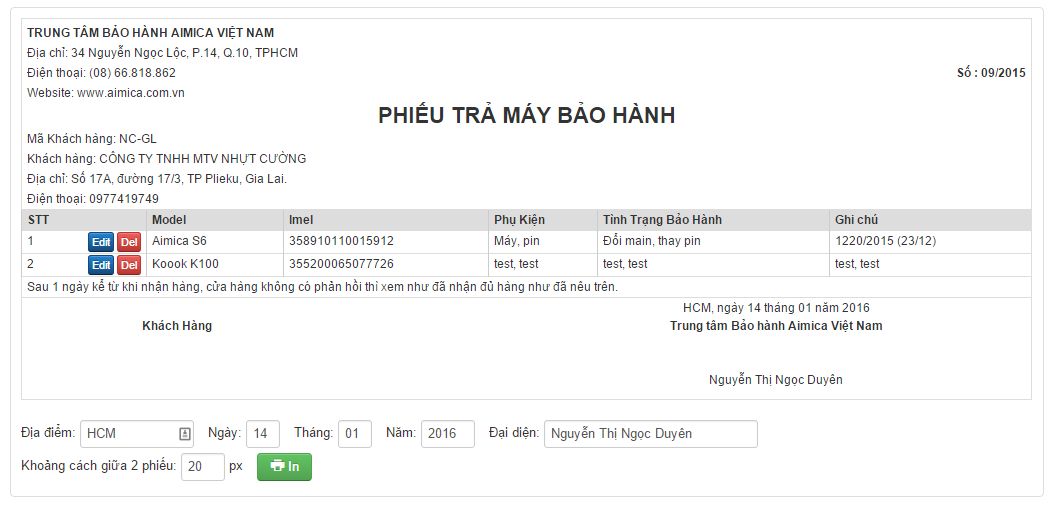 TRUNG TÂM BẢO HÀNH AIMICA VIỆT NAM
Địa chỉ: 34 Nguyễn Ngọc Lộc, P.14, Q.10, TPHCM
Điện thoại: (08) 66.818.862
Số : 09/2015
Website: www.aimica.com.vn
PHIẾU TRẢ MÁY BẢO HÀNH
Mã Khách hàng: NC-GL
Khách hàng: CÔNG TY TNHH MTV NHỰT CƯỜNG
Địa chỉ: Số 17A, đường 17/3, TP Plieku, Gia Lai.
Điện thoại: 0977419749
STT Model Imel Phụ Kiện Tình Trạng Bảo Hành Ghi chú
1 Edit Del Aimica S6 358910110015912 Máy, pin Đổi main, thay pin 1220/2015 (23/12)
2 Edit Del Koook K100 355200065077726 test, test test, test test, test
Sau 1 ngày kể từ khi nhận hàng, cửa hàng không có phản hồi thì xem như đã nhận đủ hàng như đã nêu trên.
HCM, ngày 14 tháng 01 năm 2016
Khách Hàng Trung tâm Bảo hành Aimica Việt Nam
Nguyễn Thị Ngọc Duyên
Địa điểm: HCM Ngày: 14 Tháng: 01 Năm: 2016 Đại diện: Nguyễn Thị Ngọc Duyên
Khoảng cách giữa 2 phiếu: 20 px In